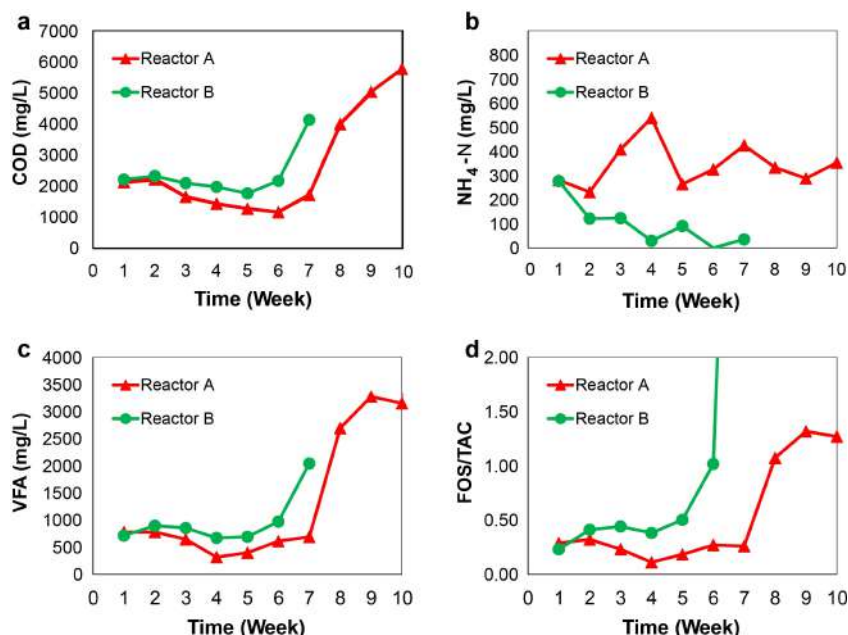 a
COD (mg/L)
7000
6000
5000
4000
3000
2000
1000
0
Reactor A
Reactor B
0 1 2 3 4 5 6 7 8 9 10
Time (Week)
b
NH4-N (mg/L)
800
700
600
500
400
300
200
100
0
Reactor A
Reactor B
0 1 2 3 4 5 6 7 8 9 10
Time (Week)
c
VFA (mg/L)
4000
3500
3000
2500
2000
1500
1000
500
0
Reactor A
Reactor B
0 1 2 3 4 5 6 7 8 9 10
Time (Week)
d
FOS/TAC
2.00
1.50
1.00
0.50
0.00
Reactor A
Reactor B
0 1 2 3 4 5 6 7 8 9 10
Time (Week)